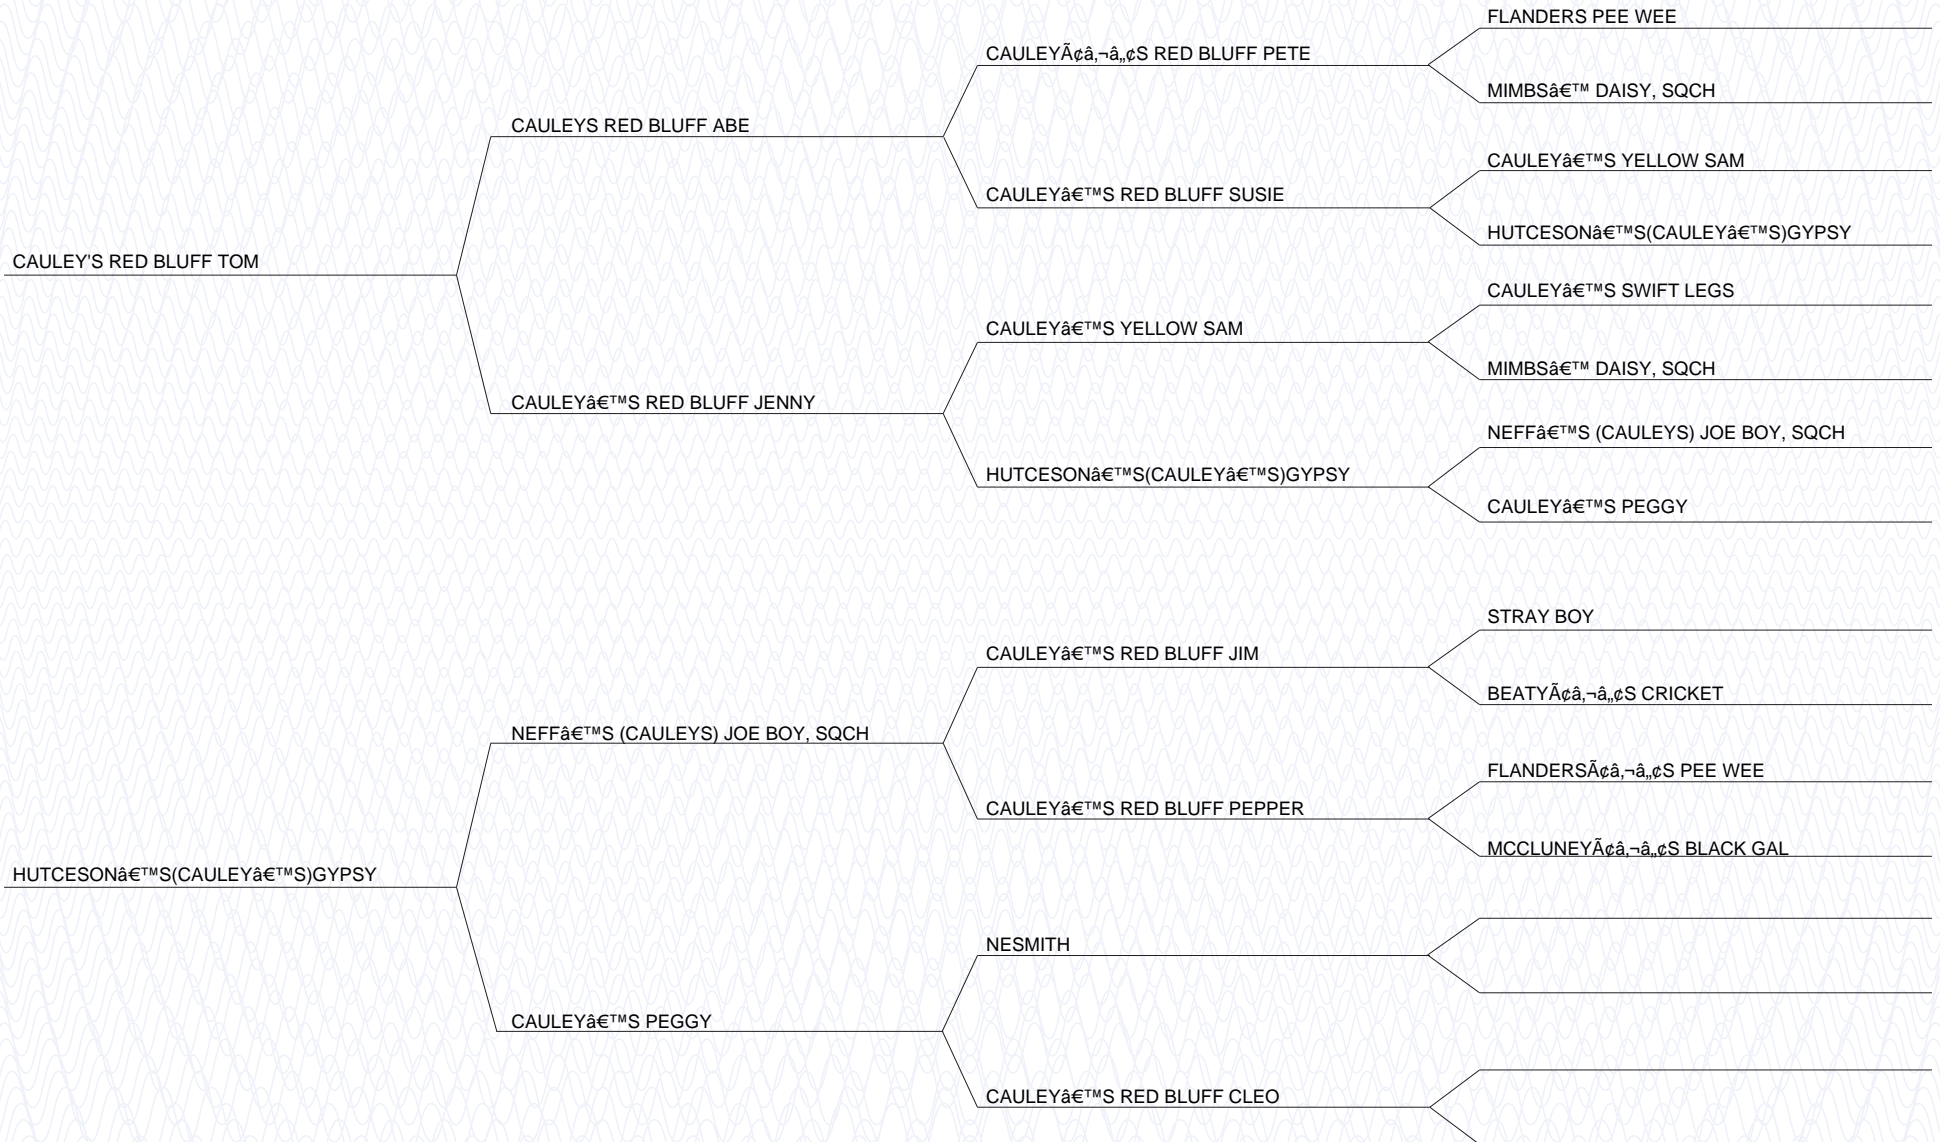 FLANDERS PEE WEE
CAULEYÃ¢â‚¬â„¢S RED BLUFF PETE
MIMBSâ€™ DAISY, SQCH
CAULEYS RED BLUFF ABE
CAULEYâ€™S YELLOW SAM
CAULEYâ€™S RED BLUFF SUSIE
HUTCESONâ€™S(CAULEYâ€™S)GYPSY
CAULEY'S RED BLUFF TOM
CAULEYâ€™S SWIFT LEGS
CAULEYâ€™S YELLOW SAM
MIMBSâ€™ DAISY, SQCH
CAULEYâ€™S RED BLUFF JENNY
NEFFâ€™S (CAULEYS) JOE BOY, SQCH
HUTCESONâ€™S(CAULEYâ€™S)GYPSY
CAULEYâ€™S PEGGY
STRAY BOY
CAULEYâ€™S RED BLUFF JIM
BEATYÃ¢â‚¬â„¢S CRICKET
NEFFâ€™S (CAULEYS) JOE BOY, SQCH
FLANDERSÃ¢â‚¬â„¢S PEE WEE
CAULEYâ€™S RED BLUFF PEPPER
MCCLUNEYÃ¢â‚¬â„¢S BLACK GAL
HUTCESONâ€™S(CAULEYâ€™S)GYPSY
NESMITH
CAULEYâ€™S PEGGY
CAULEYâ€™S RED BLUFF CLEO